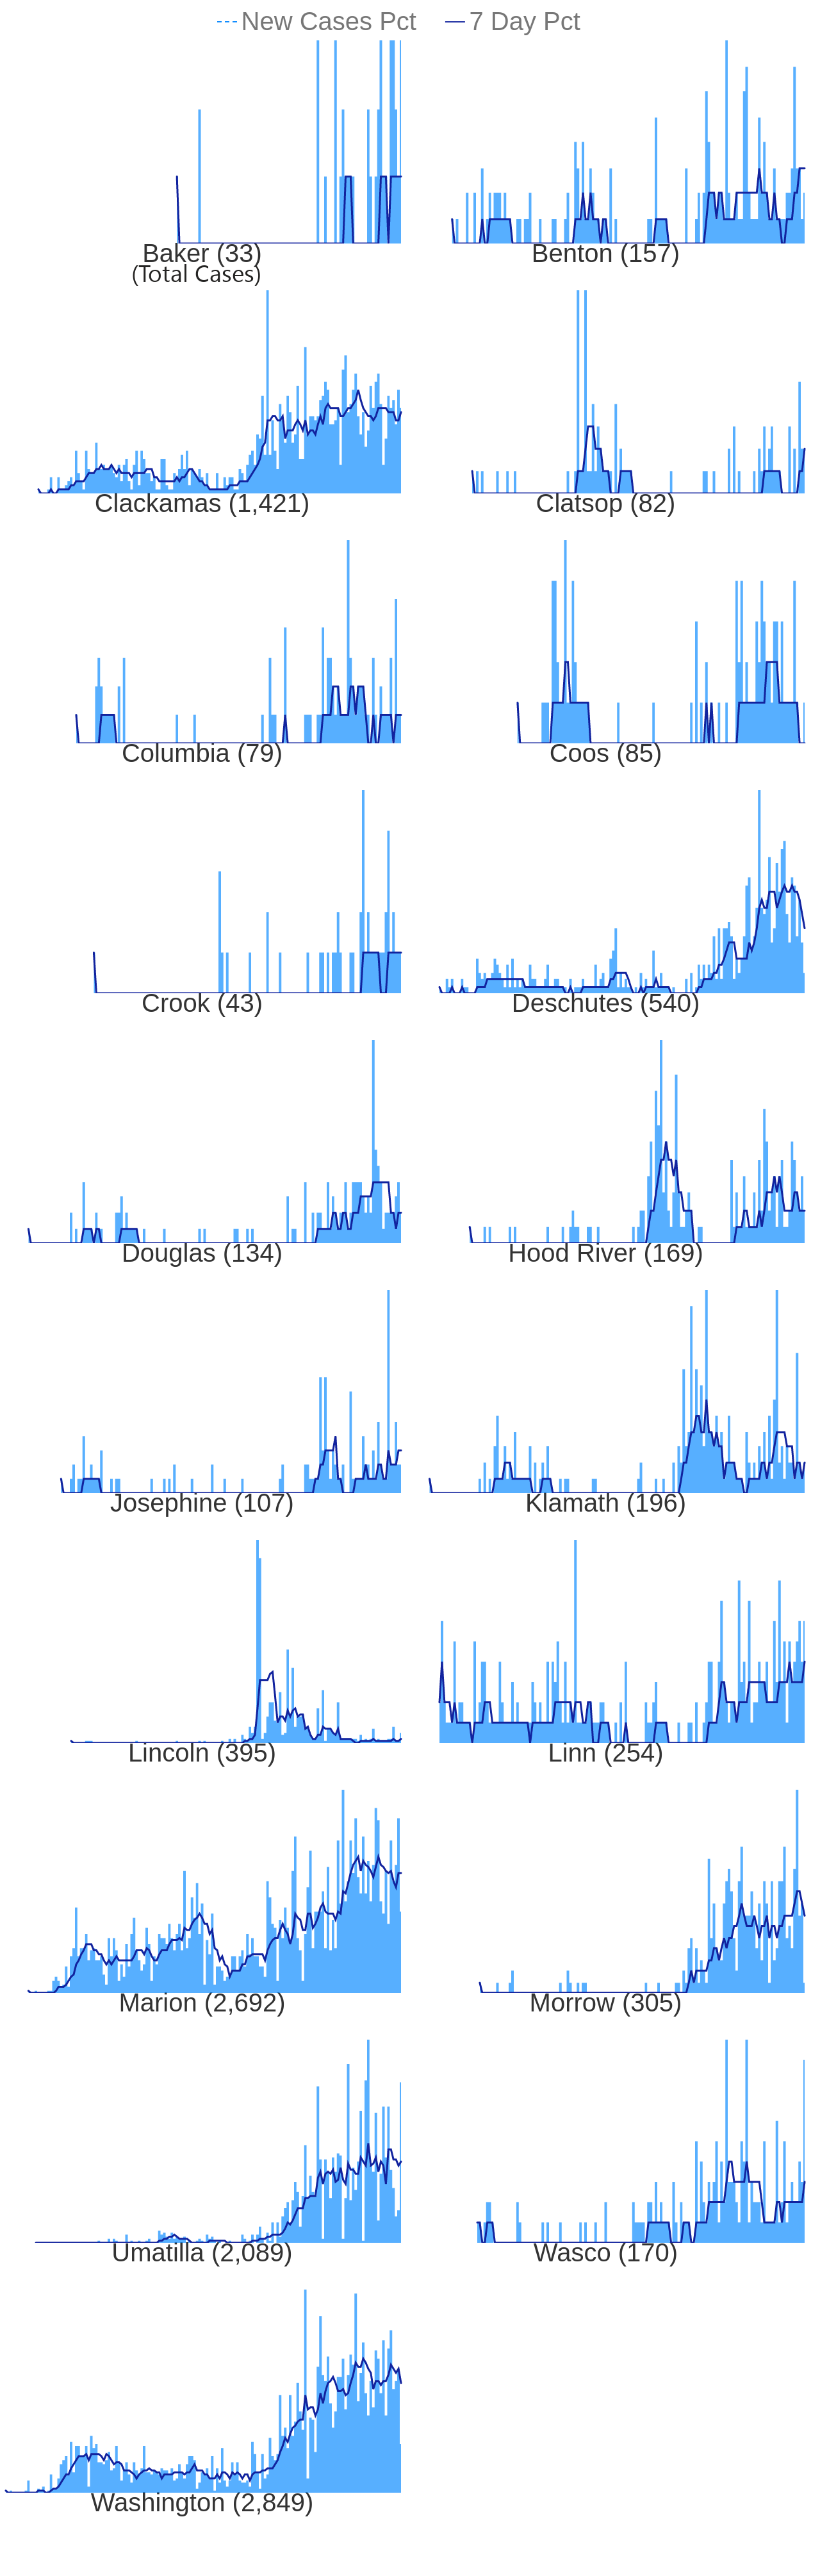 New Cases Pct 7 Day Pct
Baker (33) Benton (157)
(Total Cases)
Clackamas (1,421) Clatsop (82)
Columbia (79) Coos (85)
Crook (43) Deschutes (540)
Douglas (134) Hood River (169)
Josephine (107) Klamath (196)
Lincoln (395) Linn (254)
Marion (2,692) Morrow (305)
Umatilla (2,089) Wasco (170)
Washington (2,849)